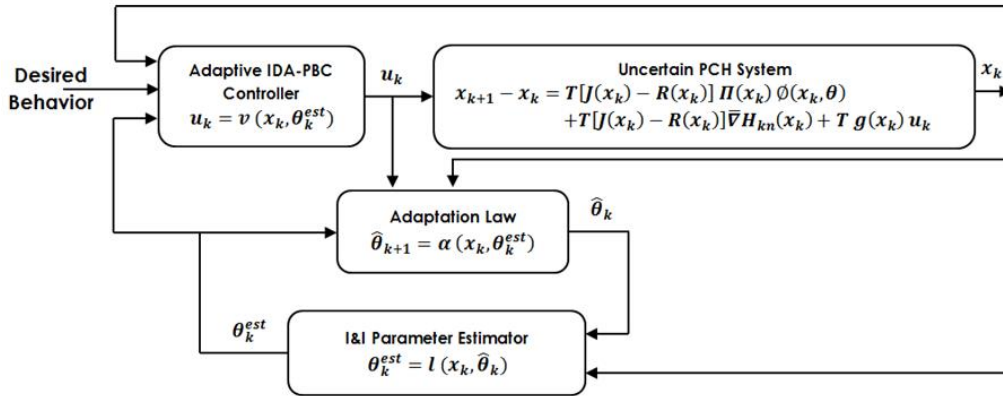 Desired
Behavior
Adaptive IDA-PBC
Controller
u_k = v (x_k, θ_k^{est})
u_k
Uncertain PCH System
x_{k+1} − x_k = T[J(x_k) − R(x_k)] Π(x_k) ∅(x_k, θ)
+T[J(x_k) − R(x_k)]∇̅H_{kn}(x_k) + T g(x_k) u_k
x_k
Adaptation Law
θ̂_{k+1} = α (x_k, θ_k^{est})
θ̂_k
θ_k^{est}
I&I Parameter Estimator
θ_k^{est} = l (x_k, θ̂_k)